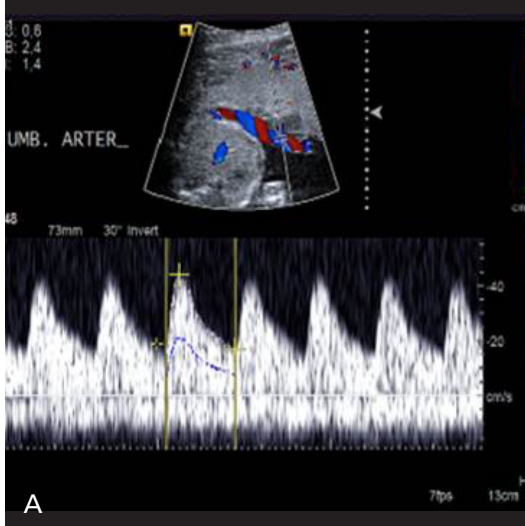 : 0,6
B: 2,4
: 1,4
UMB. ARTER_
48
73mm 30° Invert
-40
-20
cm/s
7fps 13cm
A